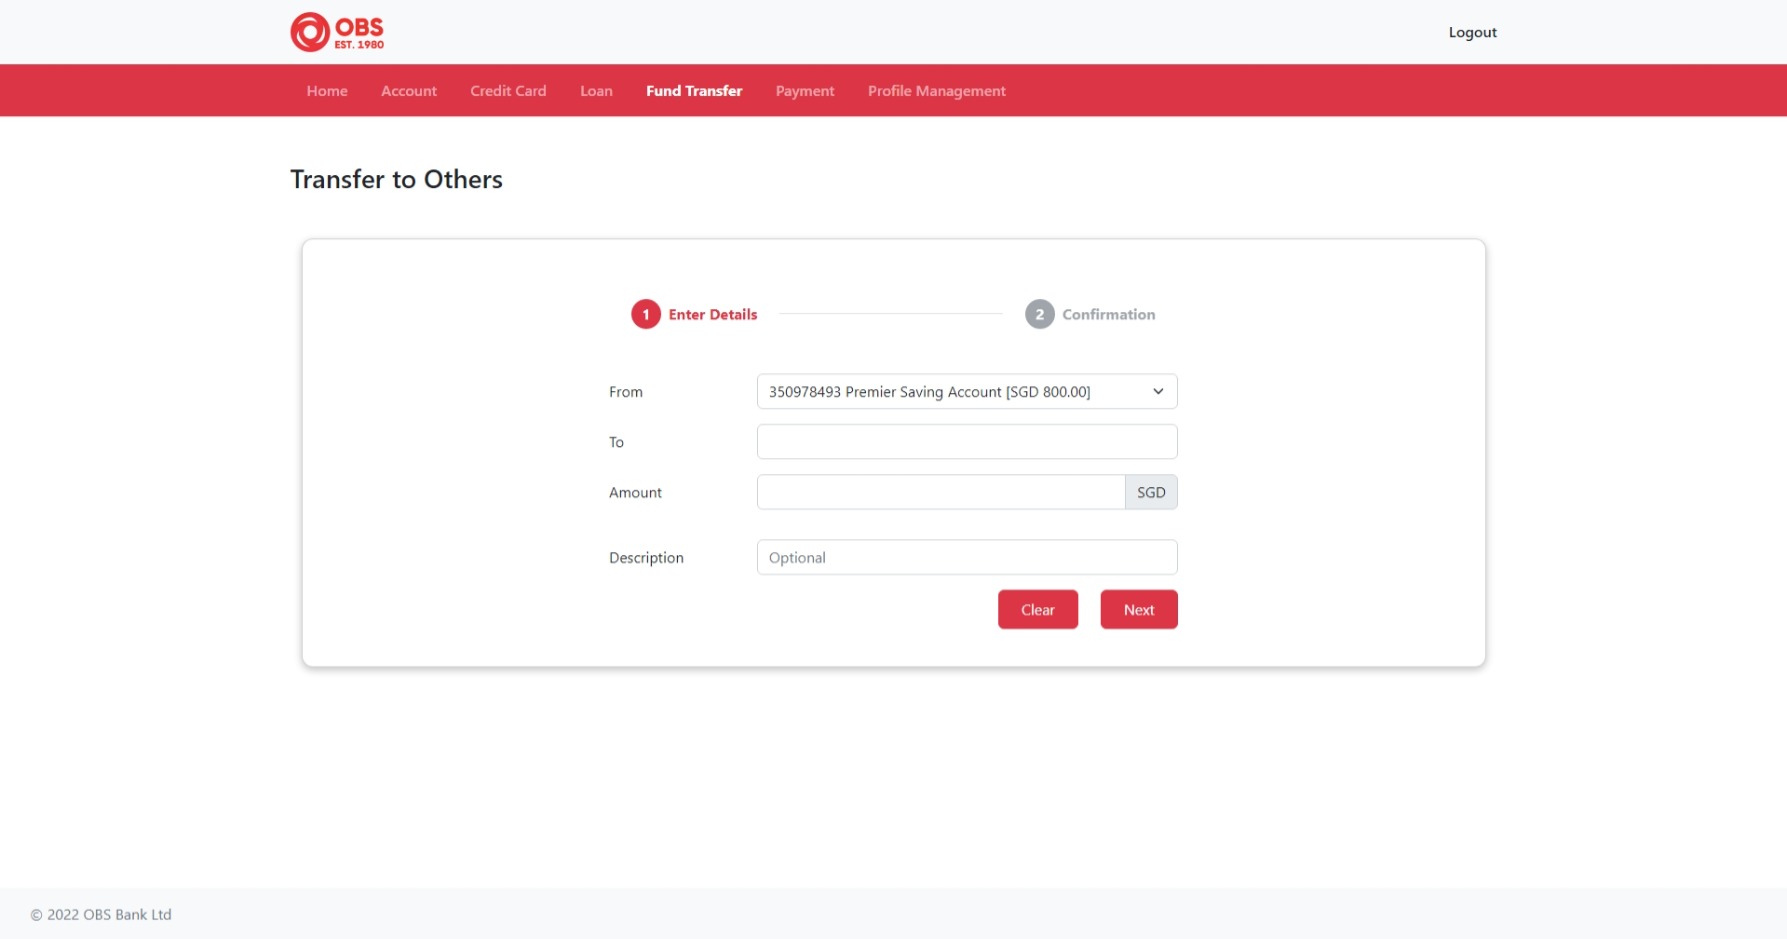 OBS
EST. 1980
Logout
Home Account Credit Card Loan Fund Transfer Payment Profile Management
Transfer to Others
1 Enter Details 2 Confirmation
From 350978493 Premier Saving Account [SGD 800.00]
To
Amount SGD
Description Optional
Clear Next
© 2022 OBS Bank Ltd